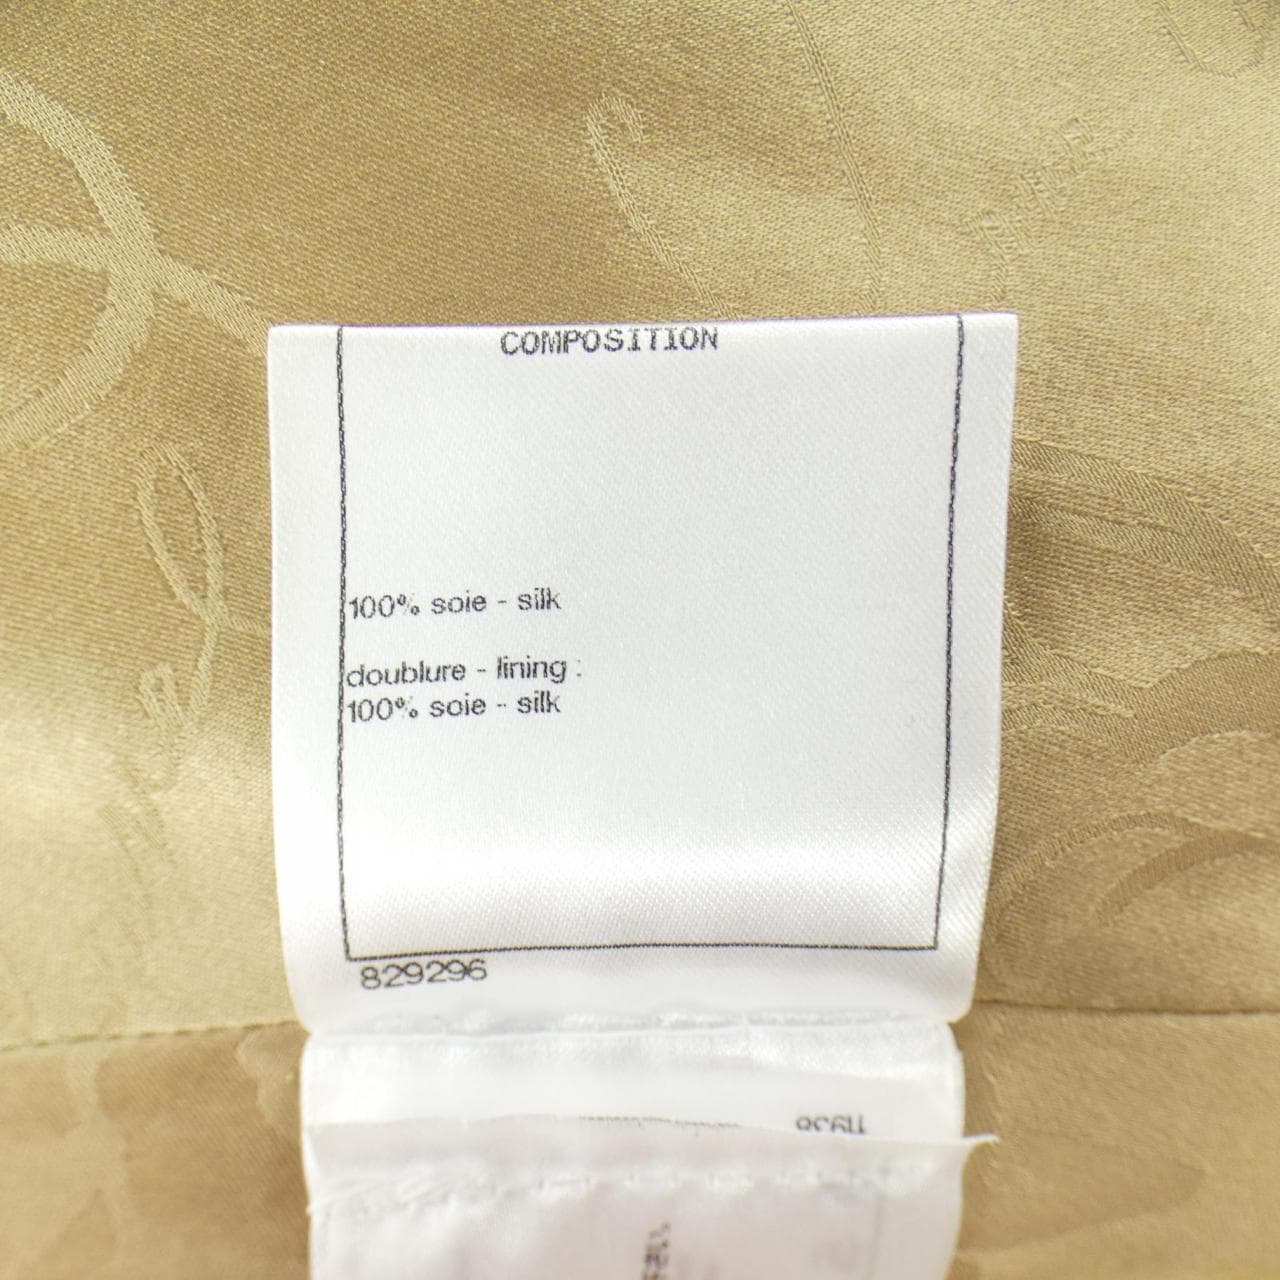 COMPOSITION
100% soie - silk
doublure - lining :
100% soie - silk
829296